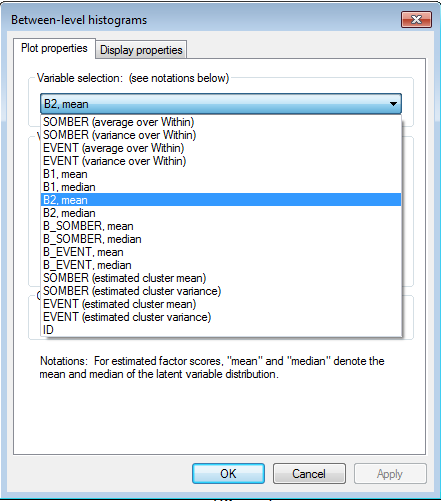 Between-level histograms
Plot properties
Display properties
Variable selection: (see notations below)
B2, mean
SOMBER (average over Within)
SOMBER (variance over Within)
EVENT (average over Within)
EVENT (variance over Within)
B1, mean
B1, median
B2, mean
B2, median
B_SOMBER, mean
B_SOMBER, median
B_EVENT, mean
B_EVENT, median
SOMBER (estimated cluster mean)
SOMBER (estimated cluster variance)
EVENT (estimated cluster mean)
EVENT (estimated cluster variance)
ID
Notations: For estimated factor scores, "mean" and "median" denote the
mean and median of the latent variable distribution.
OK
Cancel
Apply